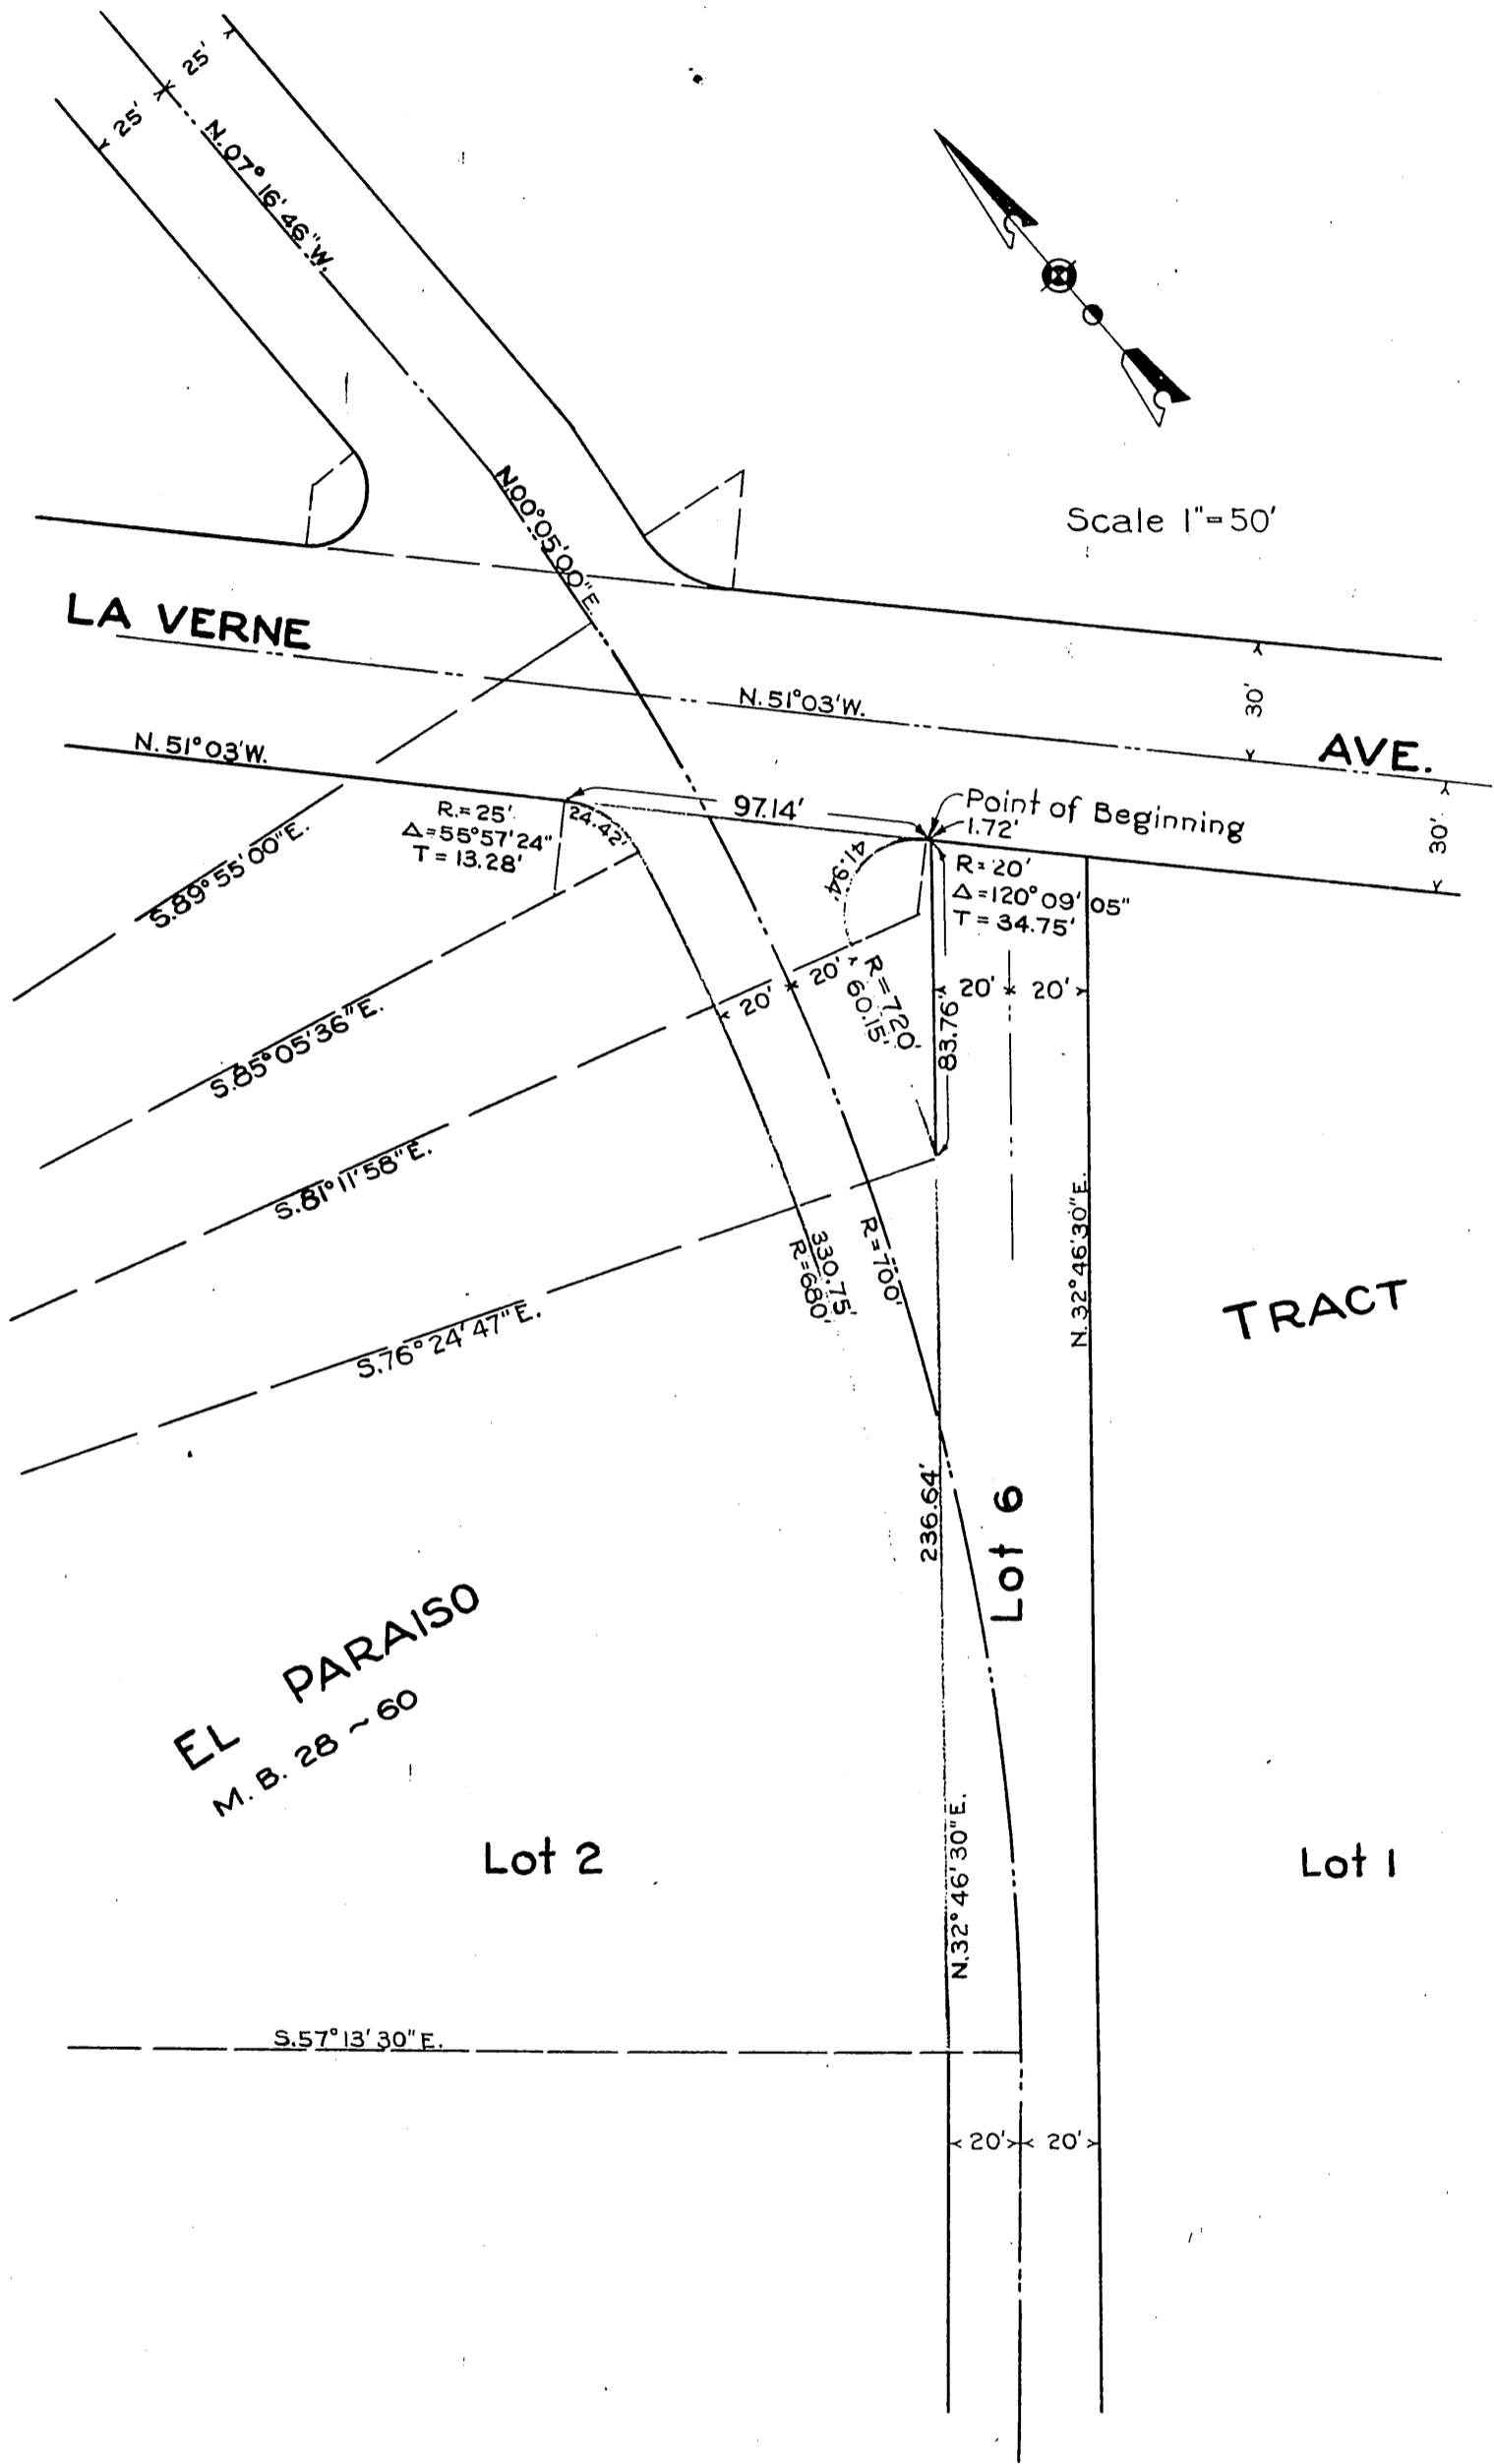 25'
25'
N.07°16'46"W.
N.00°05'00"E.
Scale 1"=50'
LA VERNE
N. 51°03'W.
30'
AVE.
N. 51°03'W.
30'
97.14'
Point of Beginning
1.72'
R.=25'
Δ=55°57'24"
T=13.28'
24.42'
41.94'
R=20'
Δ=120°09'05"
T=34.75'
S.89°55'00"E.
20'
20'
R=720'
60.15'
83.76'
20'
20'
S.85°05'36"E.
S.81°11'58"E.
S.76°24'47"E.
330.75'
R=680'
R=700'
N.32°46'30"E.
TRACT
236.64'
Lot 6
EL PARAISO
M. B. 28 ~ 60
Lot 2
N.32°46'30"E.
Lot 1
S.57°13'30"E.
20'
20'